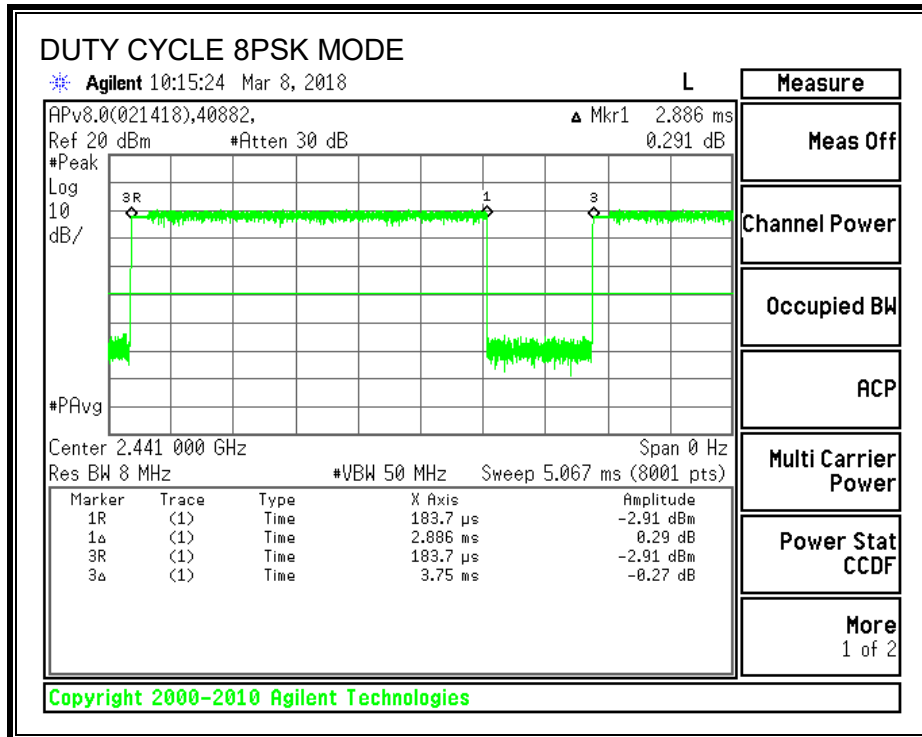 DUTY CYCLE 8PSK MODE
Agilent 10:15:24 Mar 8, 2018 L
APv8.0(021418),40882, Δ Mkr1 2.886 ms
Ref 20 dBm #Atten 30 dB 0.291 dB
#Peak
Log
10
dB/
3R 1 3
#PAvg
Center 2.441 000 GHz Span 0 Hz
Res BW 8 MHz #VBW 50 MHz Sweep 5.067 ms (8001 pts)
Marker Trace Type X Axis Amplitude
1R (1) Time 183.7 µs -2.91 dBm
1Δ (1) Time 2.886 ms 0.29 dB
3R (1) Time 183.7 µs -2.91 dBm
3Δ (1) Time 3.75 ms -0.27 dB
Measure
Meas Off
Channel Power
Occupied BW
ACP
Multi Carrier
Power
Power Stat
CCDF
More
1 of 2
Copyright 2000-2010 Agilent Technologies